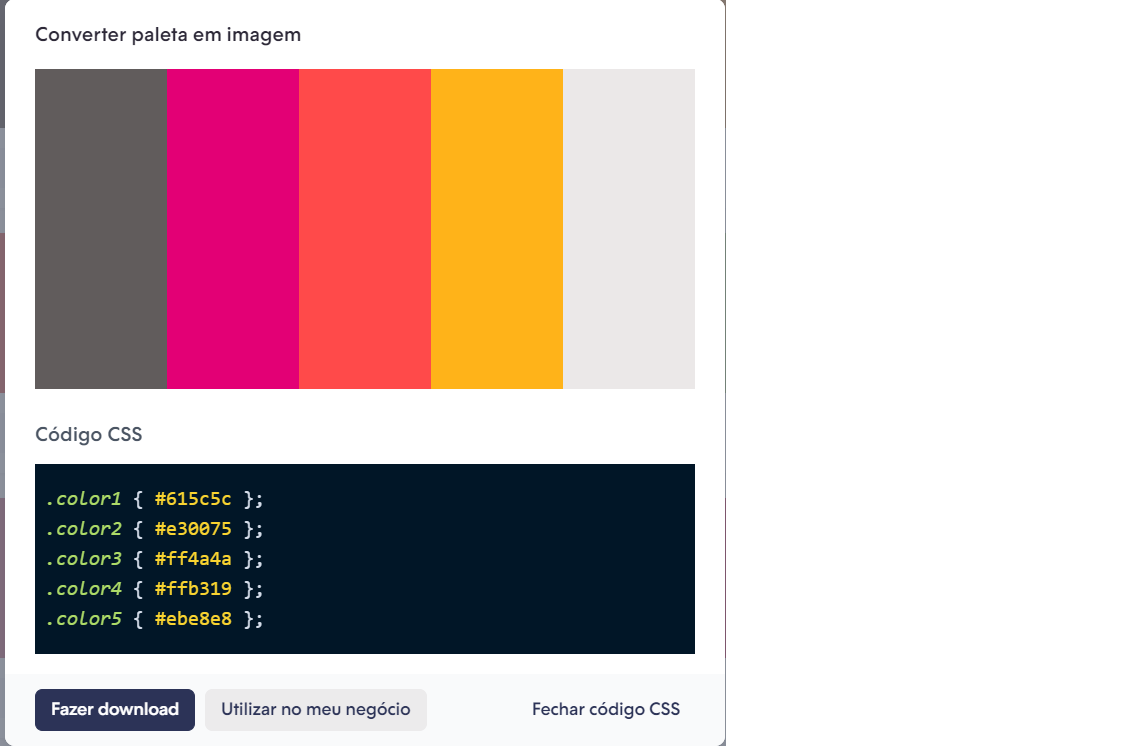 Converter paleta em imagem
Código CSS
.color1 { #615c5c };
.color2 { #e30075 };
.color3 { #ff4a4a };
.color4 { #ffb319 };
.color5 { #ebe8e8 };
Fazer download
Utilizar no meu negócio
Fechar código CSS